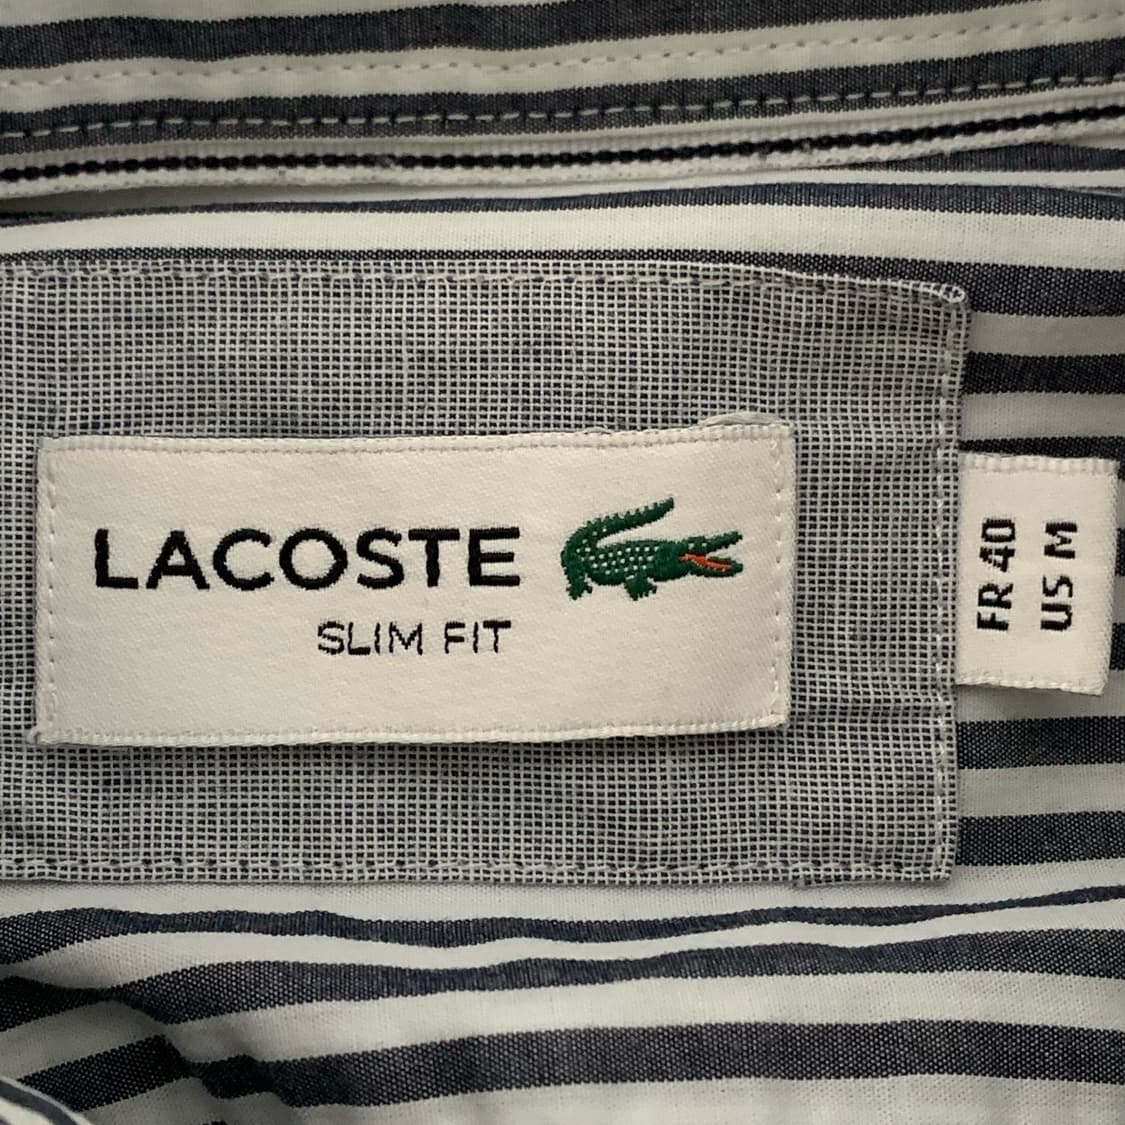 LACOSTE
SLIM FIT
FR 40
US M